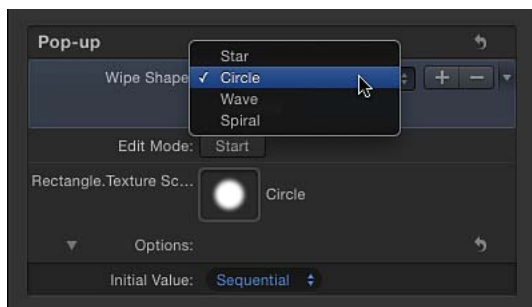 Pop-up
Star
Wipe Shape ✓ Circle
Wave
Spiral
Edit Mode: Start
Rectangle.Texture Sc... Circle
Options:
Initial Value: Sequential